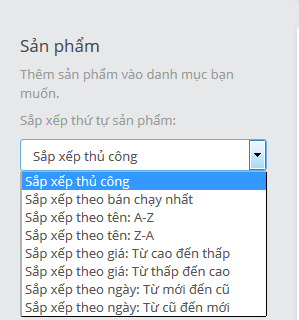 Sản phẩm
Thêm sản phẩm vào danh mục bạn
muốn.
Sắp xếp thứ tự sản phẩm:
Sắp xếp thủ công
Sắp xếp thủ công
Sắp xếp theo bán chạy nhất
Sắp xếp theo tên: A-Z
Sắp xếp theo tên: Z-A
Sắp xếp theo giá: Từ cao đến thấp
Sắp xếp theo giá: Từ thấp đến cao
Sắp xếp theo ngày: Từ mới đến cũ
Sắp xếp theo ngày: Từ cũ đến mới